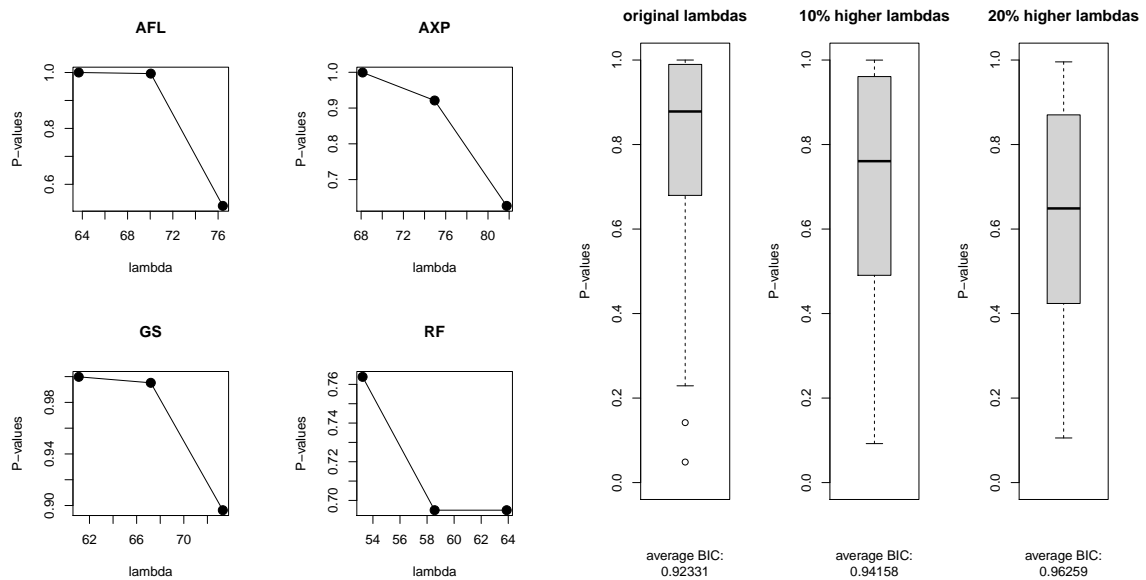 AFL
P−values
0.6
0.8
1.0
64
68
72
76
lambda
AXP
P−values
0.7
0.8
0.9
1.0
68
72
76
80
lambda
GS
P−values
0.90
0.94
0.98
62
66
70
lambda
RF
P−values
0.70
0.72
0.74
0.76
54
56
58
60
62
64
lambda
original lambdas
P−values
0.0
0.2
0.4
0.6
0.8
1.0
average BIC:
0.92331
10% higher lambdas
P−values
0.0
0.2
0.4
0.6
0.8
1.0
average BIC:
0.94158
20% higher lambdas
P−values
0.0
0.2
0.4
0.6
0.8
1.0
average BIC:
0.96259